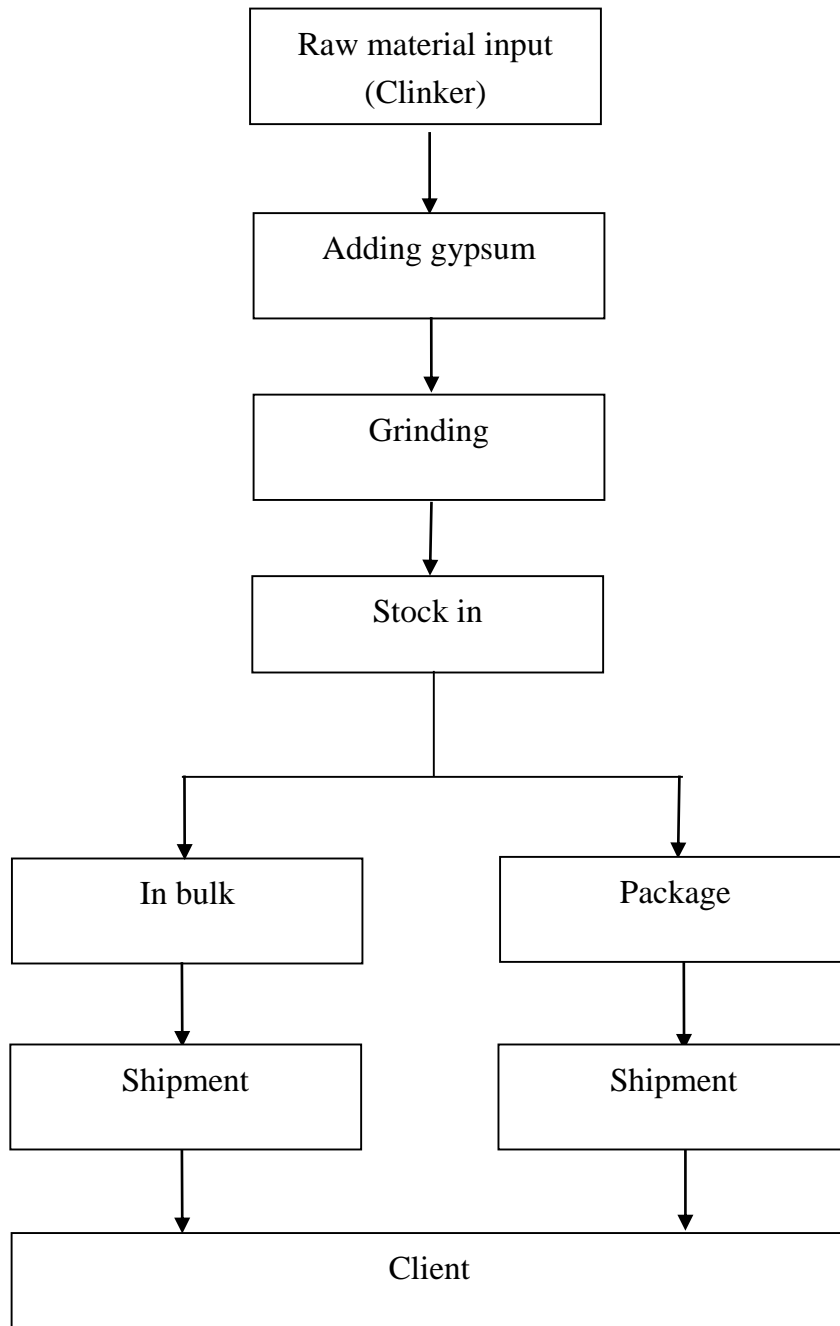 Raw material input
(Clinker)
Adding gypsum
Grinding
Stock in
In bulk
Package
Shipment
Shipment
Client